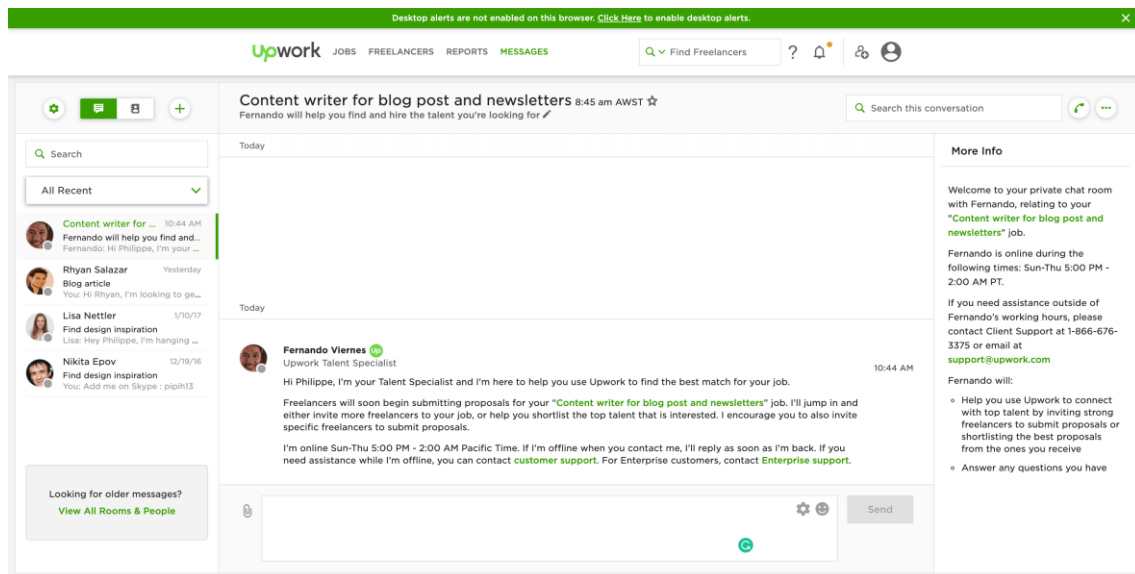 Desktop alerts are not enabled on this browser. Click Here to enable desktop alerts.
Upwork JOBS FREELANCERS REPORTS MESSAGES Find Freelancers ?
Content writer for blog post and newsletters 8:45 am AWST
Fernando will help you find and hire the talent you're looking for
Search this conversation
Search
All Recent
Content writer for ... 10:44 AM
Fernando will help you find and...
Fernando: Hi Philippe, I'm your ...
Rhyan Salazar Yesterday
Blog article
You: Hi Rhyan, I'm looking to ge...
Lisa Nettler 1/10/17
Find design inspiration
Lisa: Hey Philippe, I'm hanging ...
Nikita Epov 12/19/16
Find design inspiration
You: Add me on Skype : pipih13
Looking for older messages?
View All Rooms & People
Today
Today
Fernando Viernes Up
Upwork Talent Specialist
10:44 AM
Hi Philippe, I'm your Talent Specialist and I'm here to help you use Upwork to find the best match for your job.
Freelancers will soon begin submitting proposals for your "Content writer for blog post and newsletters" job. I'll jump in and
either invite more freelancers to your job, or help you shortlist the top talent that is interested. I encourage you to also invite
specific freelancers to submit proposals.
I'm online Sun-Thu 5:00 PM - 2:00 AM Pacific Time. If I'm offline when you contact me, I'll reply as soon as I'm back. If you
need assistance while I'm offline, you can contact customer support. For Enterprise customers, contact Enterprise support.
Send
More Info
Welcome to your private chat room
with Fernando, relating to your
"Content writer for blog post and
newsletters" job.
Fernando is online during the
following times: Sun-Thu 5:00 PM -
2:00 AM PT.
If you need assistance outside of
Fernando's working hours, please
contact Client Support at 1-866-676-
3375 or email at
support@upwork.com
Fernando will:
Help you use Upwork to connect
with top talent by inviting strong
freelancers to submit proposals or
shortlisting the best proposals
from the ones you receive
Answer any questions you have